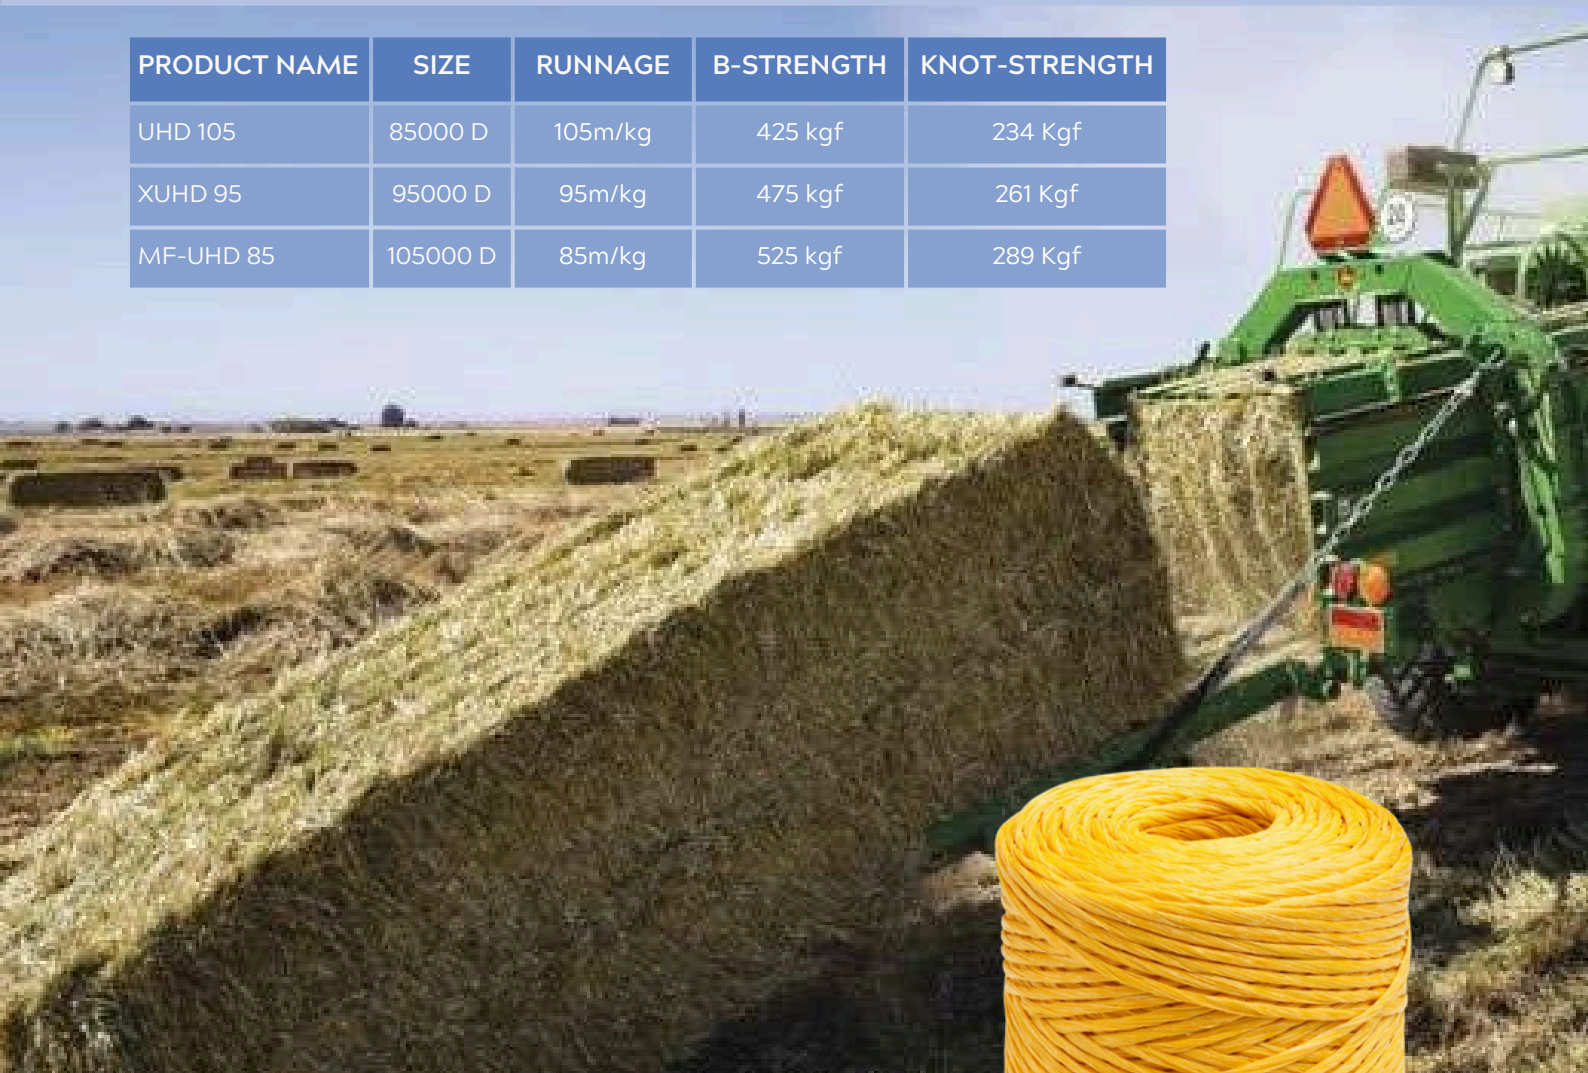 PRODUCT NAME SIZE RUNNAGE B-STRENGTH KNOT-STRENGTH
UHD 105 85000 D 105m/kg 425 kgf 234 Kgf
XUHD 95 95000 D 95m/kg 475 kgf 261 Kgf
MF-UHD 85 105000 D 85m/kg 525 kgf 289 Kgf